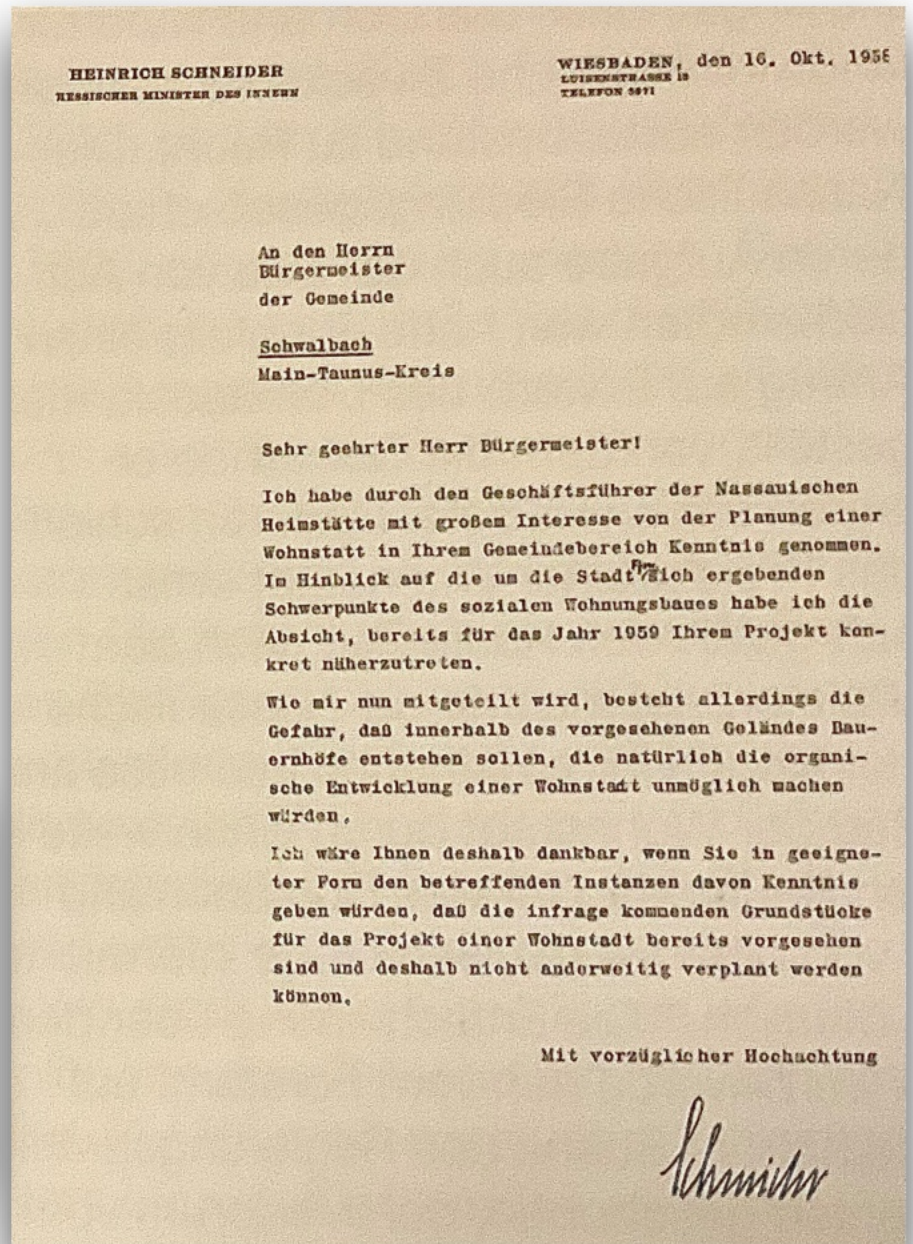 HEINRICH SCHNEIDER
HESSISCHER MINISTER DES INNERN
WIESBADEN, den 16. Okt. 1958
LUISENSTRASSE 13
TELEFON 5971
An den Herrn
Bürgermeister
der Gemeinde
Schwalbach
Main-Taunus-Kreis
Sehr geehrter Herr Bürgermeister!
Ich habe durch den Geschäftsführer der Nassauischen
Heimstätte mit großem Interesse von der Planung einer
Wohnstatt in Ihrem Gemeindebereich Kenntnis genommen.
Im Hinblick auf die um die Stadt sich ergebenden
Schwerpunkte des sozialen Wohnungsbaues habe ich die
Absicht, bereits für das Jahr 1959 Ihrem Projekt kon-
kret näherzutreten.
Wie mir nun mitgeteilt wird, besteht allerdings die
Gefahr, daß innerhalb des vorgesehenen Geländes Bau-
ernhöfe entstehen sollen, die natürlich die organi-
sche Entwicklung einer Wohnstadt unmöglich machen
würden.
Ich wäre Ihnen deshalb dankbar, wenn Sie in geeigne-
ter Form den betreffenden Instanzen davon Kenntnis
geben würden, daß die infrage kommenden Grundstücke
für das Projekt einer Wohnstadt bereits vorgesehen
sind und deshalb nicht anderweitig verplant werden
können.
Mit vorzüglicher Hochachtung
Schneider